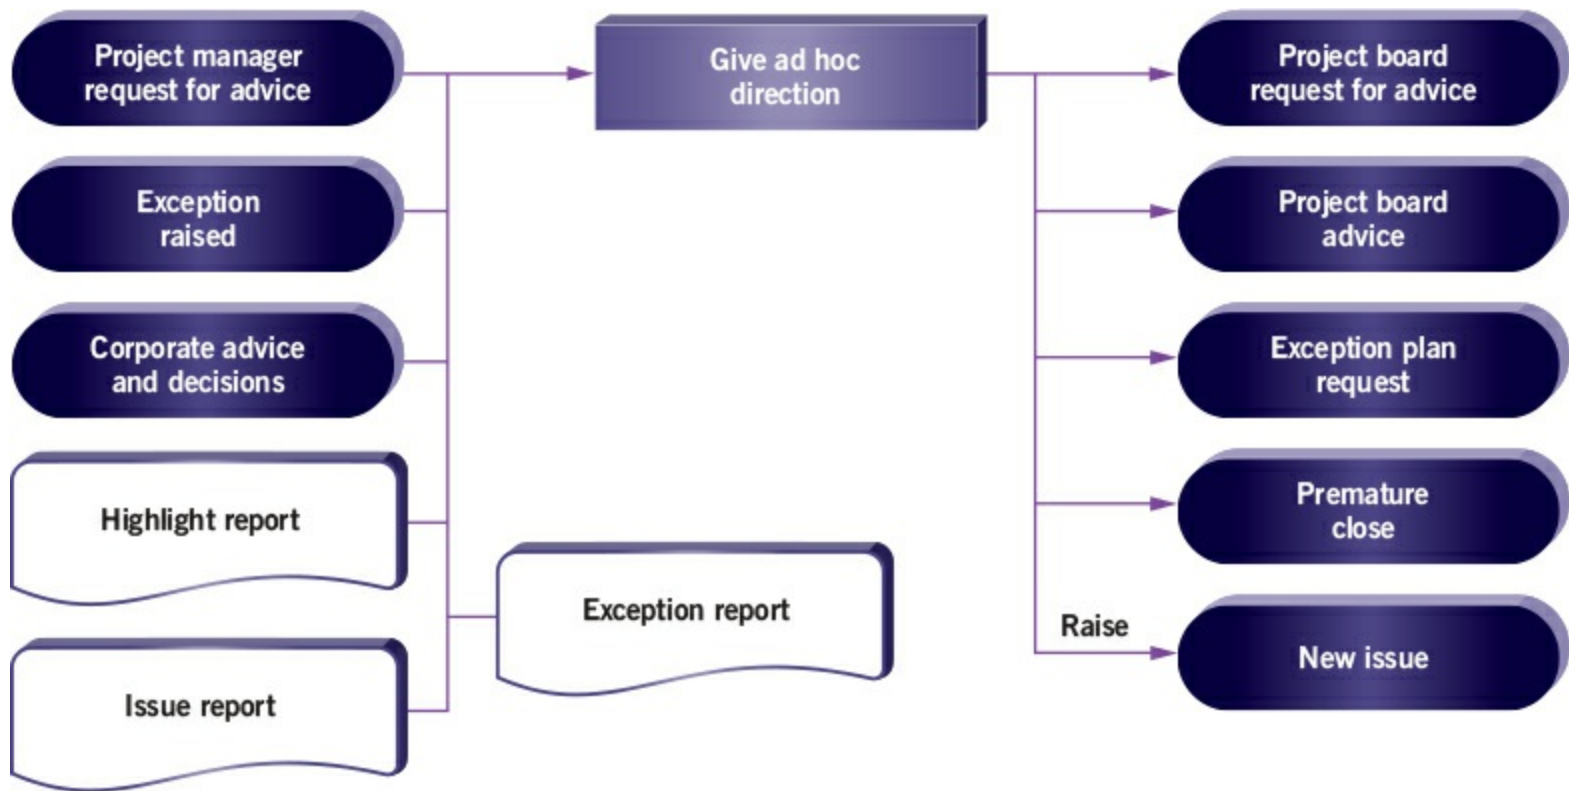 Project manager
request for advice
Give ad hoc
direction
Project board
request for advice
Exception
raised
Project board
advice
Corporate advice
and decisions
Exception plan
request
Highlight report
Premature
close
Exception report
Raise
New issue
Issue report